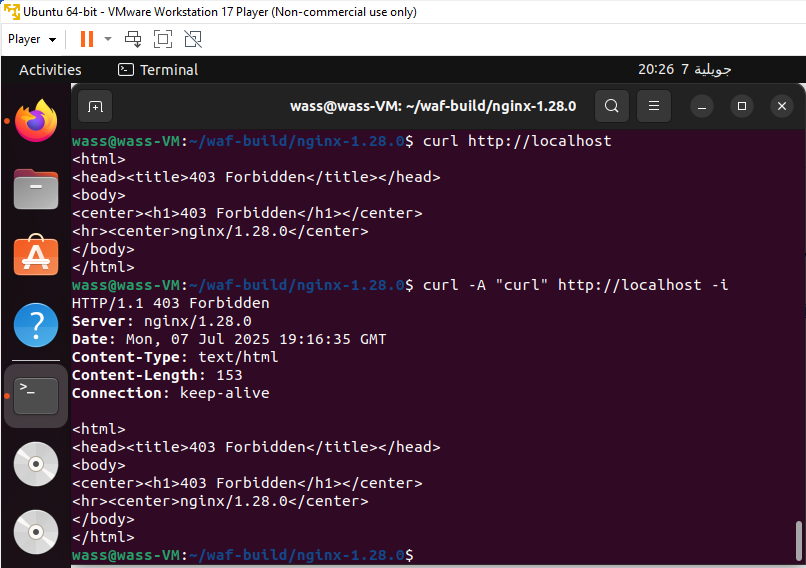 Ubuntu 64-bit - VMware Workstation 17 Player (Non-commercial use only)
Player
Activities
Terminal
20:26 7 جويلية
wass@wass-VM: ~/waf-build/nginx-1.28.0
wass@wass-VM:~/waf-build/nginx-1.28.0$ curl http://localhost
<html>
<head><title>403 Forbidden</title></head>
<body>
<center><h1>403 Forbidden</h1></center>
<hr><center>nginx/1.28.0</center>
</body>
</html>
wass@wass-VM:~/waf-build/nginx-1.28.0$ curl -A "curl" http://localhost -i
HTTP/1.1 403 Forbidden
Server: nginx/1.28.0
Date: Mon, 07 Jul 2025 19:16:35 GMT
Content-Type: text/html
Content-Length: 153
Connection: keep-alive

<html>
<head><title>403 Forbidden</title></head>
<body>
<center><h1>403 Forbidden</h1></center>
<hr><center>nginx/1.28.0</center>
</body>
</html>
wass@wass-VM:~/waf-build/nginx-1.28.0$